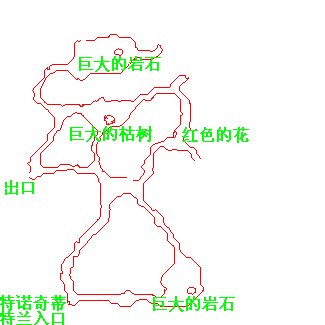 巨大的岩石
巨大的枯树
红色的花
出口
特诺奇蒂
特兰入口
巨大的岩石